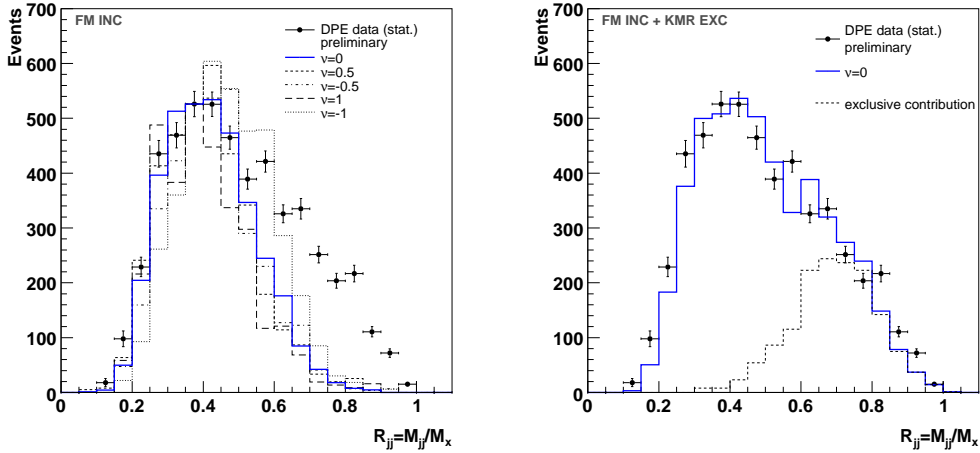 FM INC
Events
700
600
500
400
300
200
100
0
DPE data (stat.)
preliminary
ν=0
ν=0.5
ν=-0.5
ν=1
ν=-1
0 0.2 0.4 0.6 0.8 1
R_jj=M_jj/M_x
FM INC + KMR EXC
Events
700
600
500
400
300
200
100
0
DPE data (stat.)
preliminary
ν=0
exclusive contribution
0 0.2 0.4 0.6 0.8 1
R_jj=M_jj/M_x